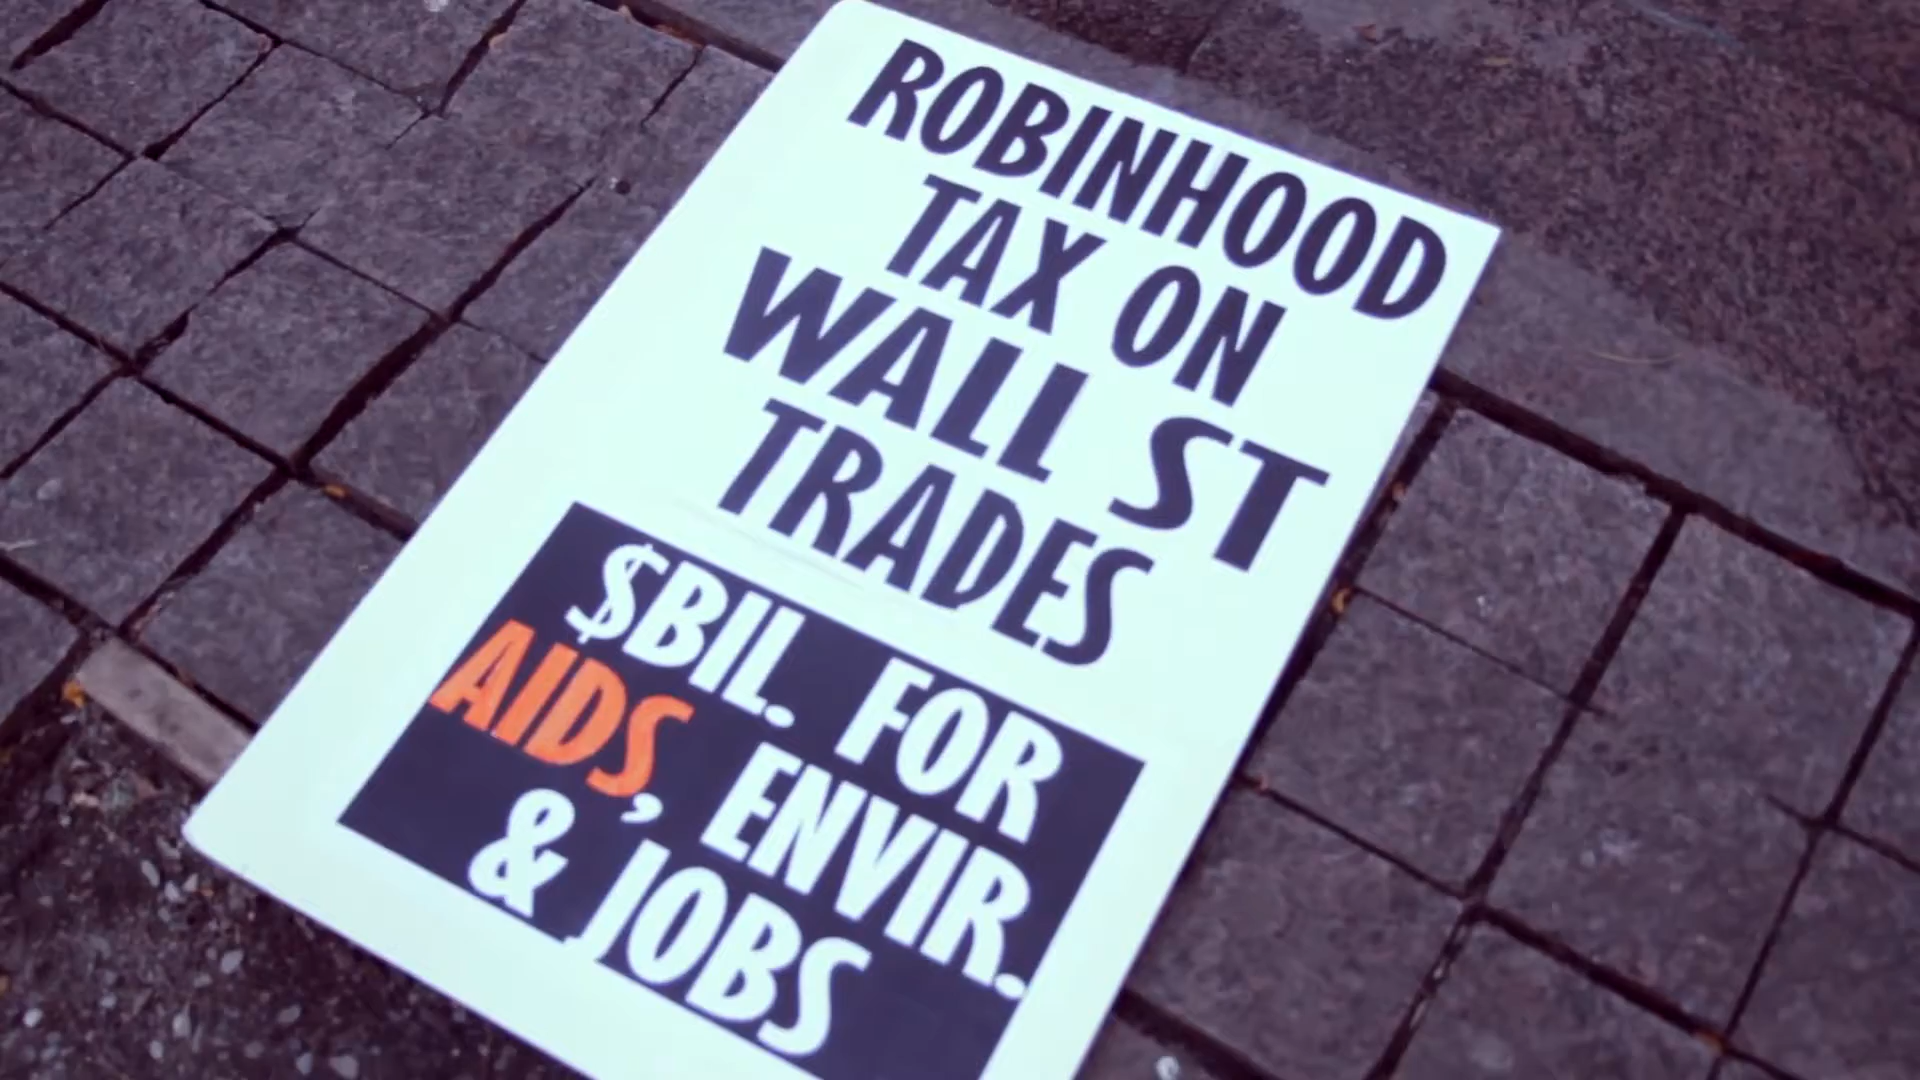 ROBINHOOD
TAX ON
WALL ST
TRADES
$BIL. FOR
AIDS, ENVIR.
& JOBS